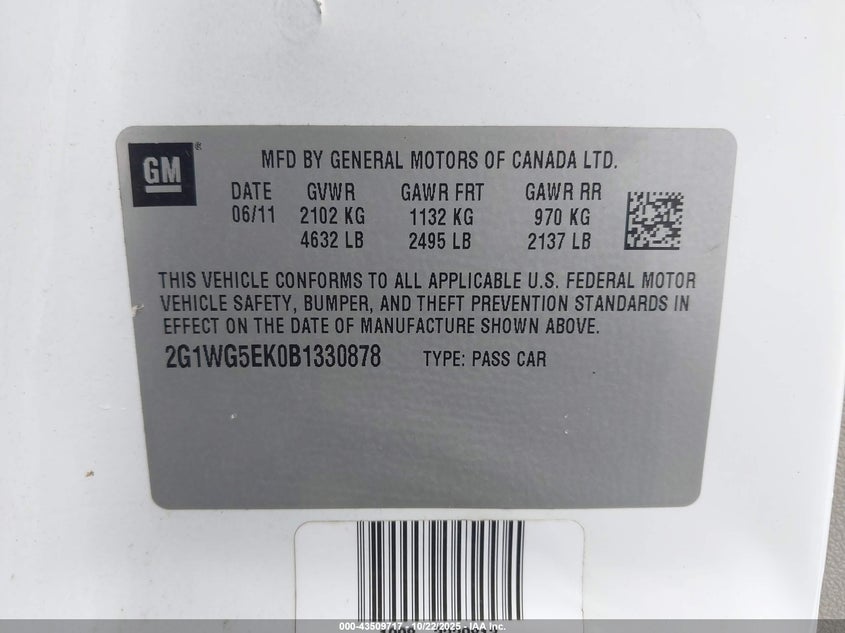 GM
MFD BY GENERAL MOTORS OF CANADA LTD.
DATE GVWR GAWR FRT GAWR RR
06/11 2102 KG 1132 KG 970 KG
4632 LB 2495 LB 2137 LB
THIS VEHICLE CONFORMS TO ALL APPLICABLE U.S. FEDERAL MOTOR
VEHICLE SAFETY, BUMPER, AND THEFT PREVENTION STANDARDS IN
EFFECT ON THE DATE OF MANUFACTURE SHOWN ABOVE.
2G1WG5EK0B1330878 TYPE: PASS CAR
000-43509717 - 10/22/2025 - IAAI - Copyright IAAI, Inc.